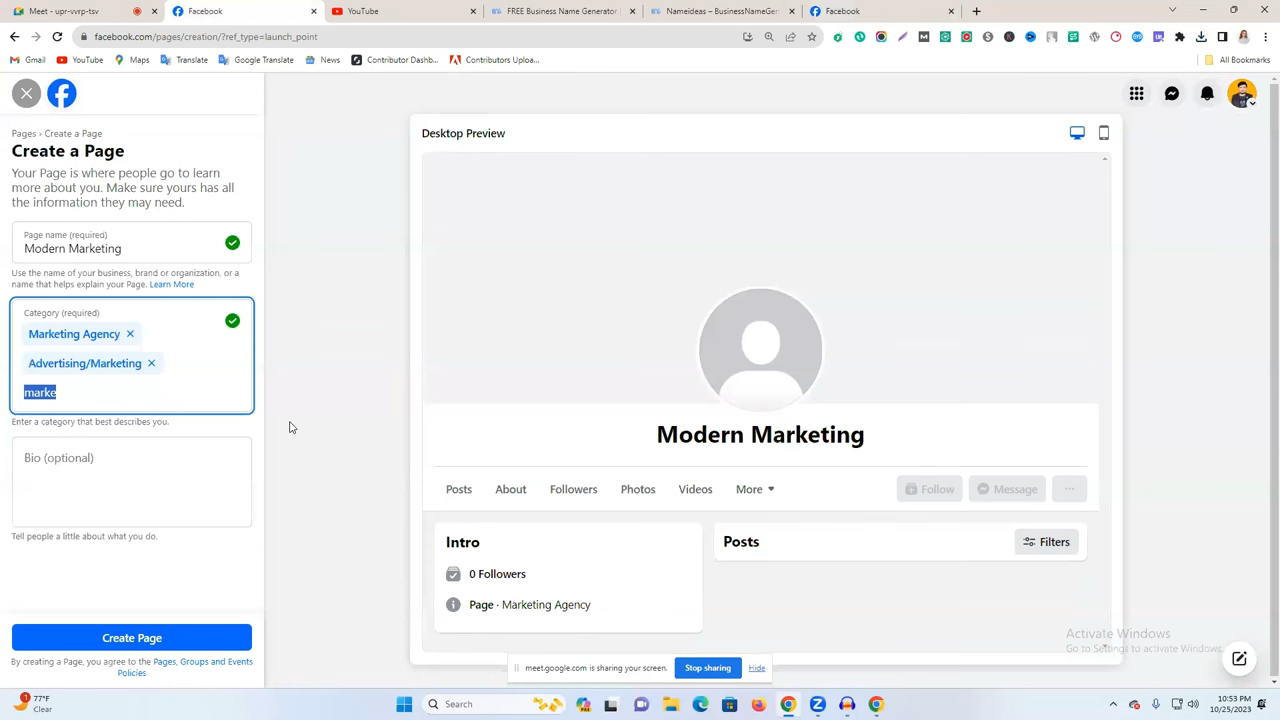 Meet - upr-vvrp-tsv
Facebook
YouTube
FREE Business Name Generator
Nameideas – BusinessNameGer
Facebook
facebook.com/pages/creation/?ref_type=launch_point
Gmail
YouTube
Maps
Translate
Google Translate
News
Contributor Dashb...
Contributors Uploa...
All Bookmarks
Pages › Create a Page
Create a Page
Your Page is where people go to learn
more about you. Make sure yours has all
the information they may need.
Page name (required)
Modern Marketing
Use the name of your business, brand or organization, or a
name that helps explain your Page. Learn More
Category (required)
Marketing Agency
Advertising/Marketing
marke
Enter a category that best describes you.
Bio (optional)
Tell people a little about what you do.
Create Page
By creating a Page, you agree to the Pages, Groups and Events
Policies
Desktop Preview
Modern Marketing
Posts
About
Followers
Photos
Videos
More
Follow
Message
Intro
0 Followers
Page · Marketing Agency
Posts
Filters
Activate Windows
Go to Settings to activate Windows.
meet.google.com is sharing your screen.
Stop sharing
Hide
1
77°F
Clear
Search
10:53 PM
10/25/2023